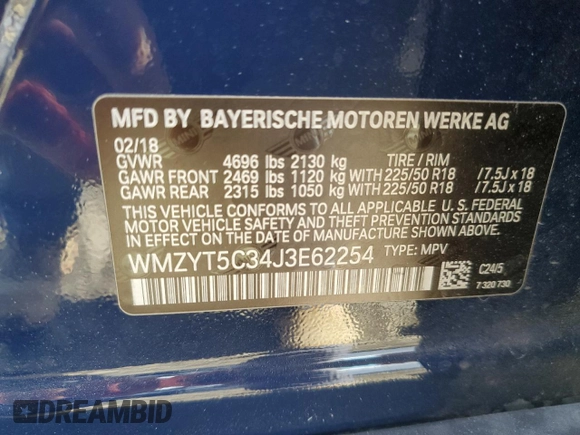 MFD BY BAYERISCHE MOTOREN WERKE AG
02/18
GVWR 4696 lbs 2130 kg TIRE / RIM
GAWR FRONT 2469 lbs 1120 kg WITH 225/50 R18 /7.5J x 18
GAWR REAR 2315 lbs 1050 kg WITH 225/50 R18 /7.5J x 18
THIS VEHICLE CONFORMS TO ALL APPLICABLE U. S. FEDERAL
MOTOR VEHICLE SAFETY AND THEFT PREVENTION STANDARDS
IN EFFECT ON THE DATE OF MANUFACTURE SHOWN ABOVE.
WMZYT5C34J3E62254 TYPE: MPV
C24/5
7 320 730
DREAMBID